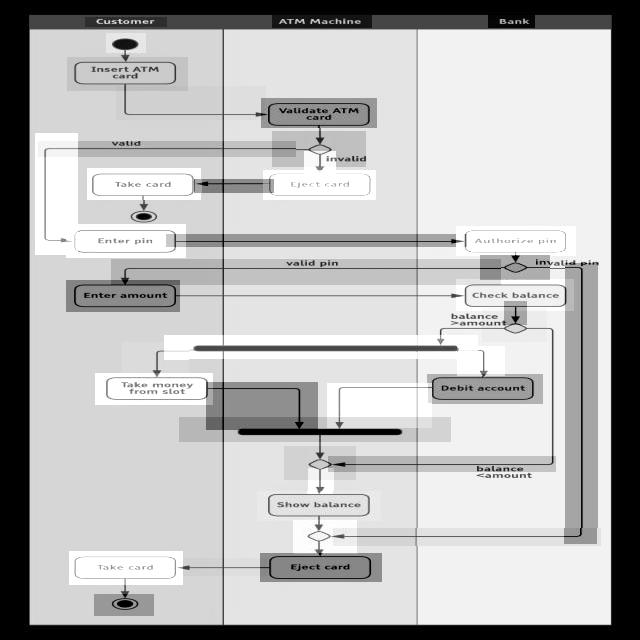 Customer
ATM Machine
Bank
Insert ATM
card
Validate ATM
card
valid
invalid
Take card
Eject card
Enter pin
Authorize pin
valid pin
invalid pin
Enter amount
Check balance
balance
>amount
Take money
from slot
Debit account
balance
<amount
Show balance
Take card
Eject card